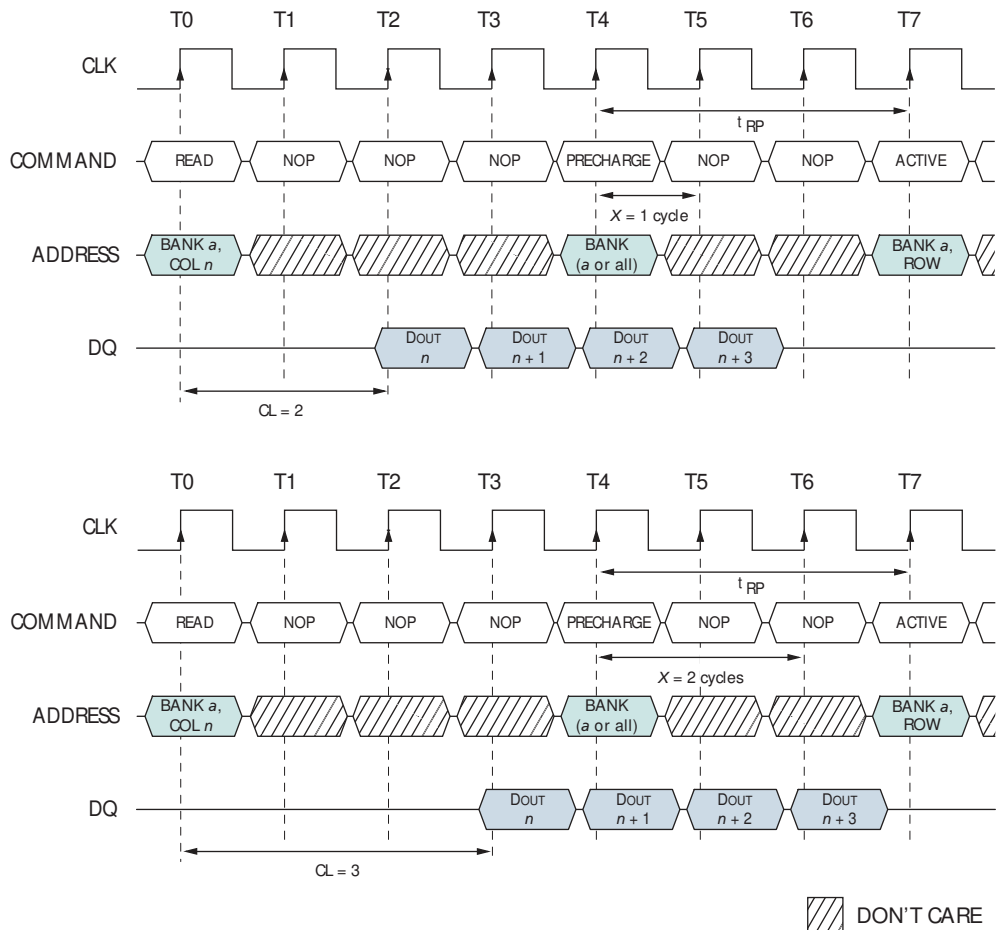 T0 T1 T2 T3 T4 T5 T6 T7
CLK
t RP
COMMAND READ NOP NOP NOP PRECHARGE NOP NOP ACTIVE
X = 1 cycle
ADDRESS
BANK a,
COL n
BANK
(a or all)
BANK a,
ROW
DQ
DOUT
n
DOUT
n + 1
DOUT
n + 2
DOUT
n + 3
CL = 2
T0 T1 T2 T3 T4 T5 T6 T7
CLK
t RP
COMMAND READ NOP NOP NOP PRECHARGE NOP NOP ACTIVE
X = 2 cycles
ADDRESS
BANK a,
COL n
BANK
(a or all)
BANK a,
ROW
DQ
DOUT
n
DOUT
n + 1
DOUT
n + 2
DOUT
n + 3
CL = 3
DON'T CARE